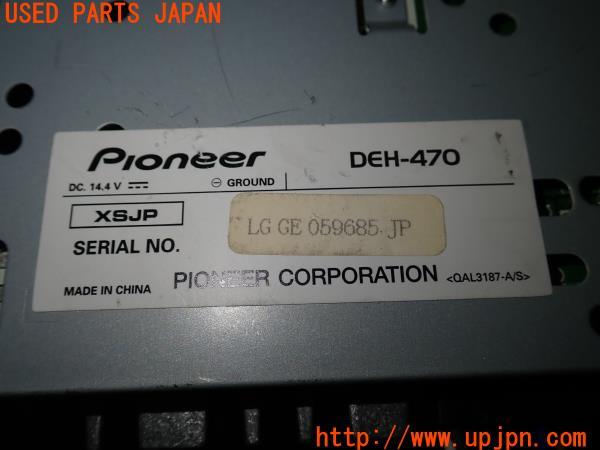 USED PARTS JAPAN
Pioneer DEH-470
DC. 14.4 V ⎓ ⊖ GROUND
XSJP
SERIAL NO. LG GE 059685 JP
PIONEER CORPORATION
MADE IN CHINA <QAL3187-A/S>
http://www.upjpn.com/